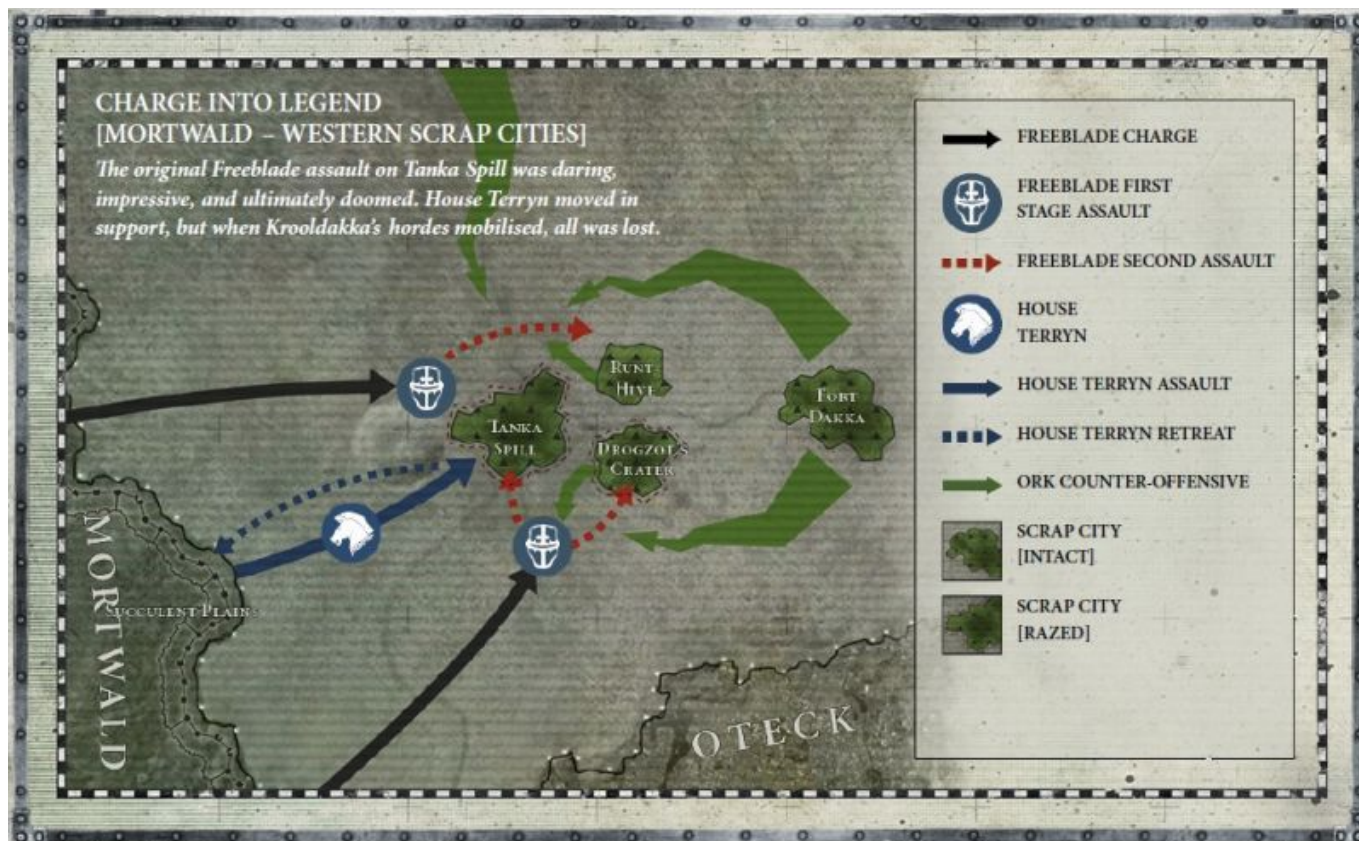 CHARGE INTO LEGEND
[MORTWALD – WESTERN SCRAP CITIES]
The original Freeblade assault on Tanka Spill was daring,
impressive, and ultimately doomed. House Terryn moved in
support, but when Krooldakka's hordes mobilised, all was lost.
RUNT
HIVE
TANKA
SPILL
DROGZOT'S
CRATER
FORT
DAKKA
MORTWALD
SUCCULENT PLAINS
OTECK
FREEBLADE CHARGE
FREEBLADE FIRST
STAGE ASSAULT
FREEBLADE SECOND ASSAULT
HOUSE
TERRYN
HOUSE TERRYN ASSAULT
HOUSE TERRYN RETREAT
ORK COUNTER-OFFENSIVE
SCRAP CITY
[INTACT]
SCRAP CITY
[RAZED]